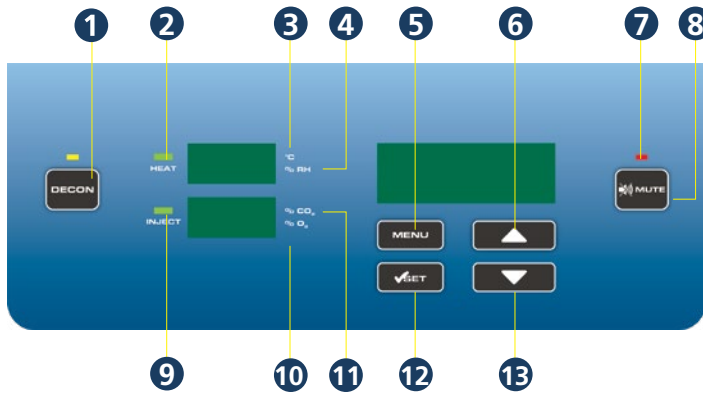 1 2 3 4 5 6 7 8
°C
% RH
HEAT
DECON
MUTE
% CO₂
% O₂
INJECT
MENU
SET
9 10 11 12 13